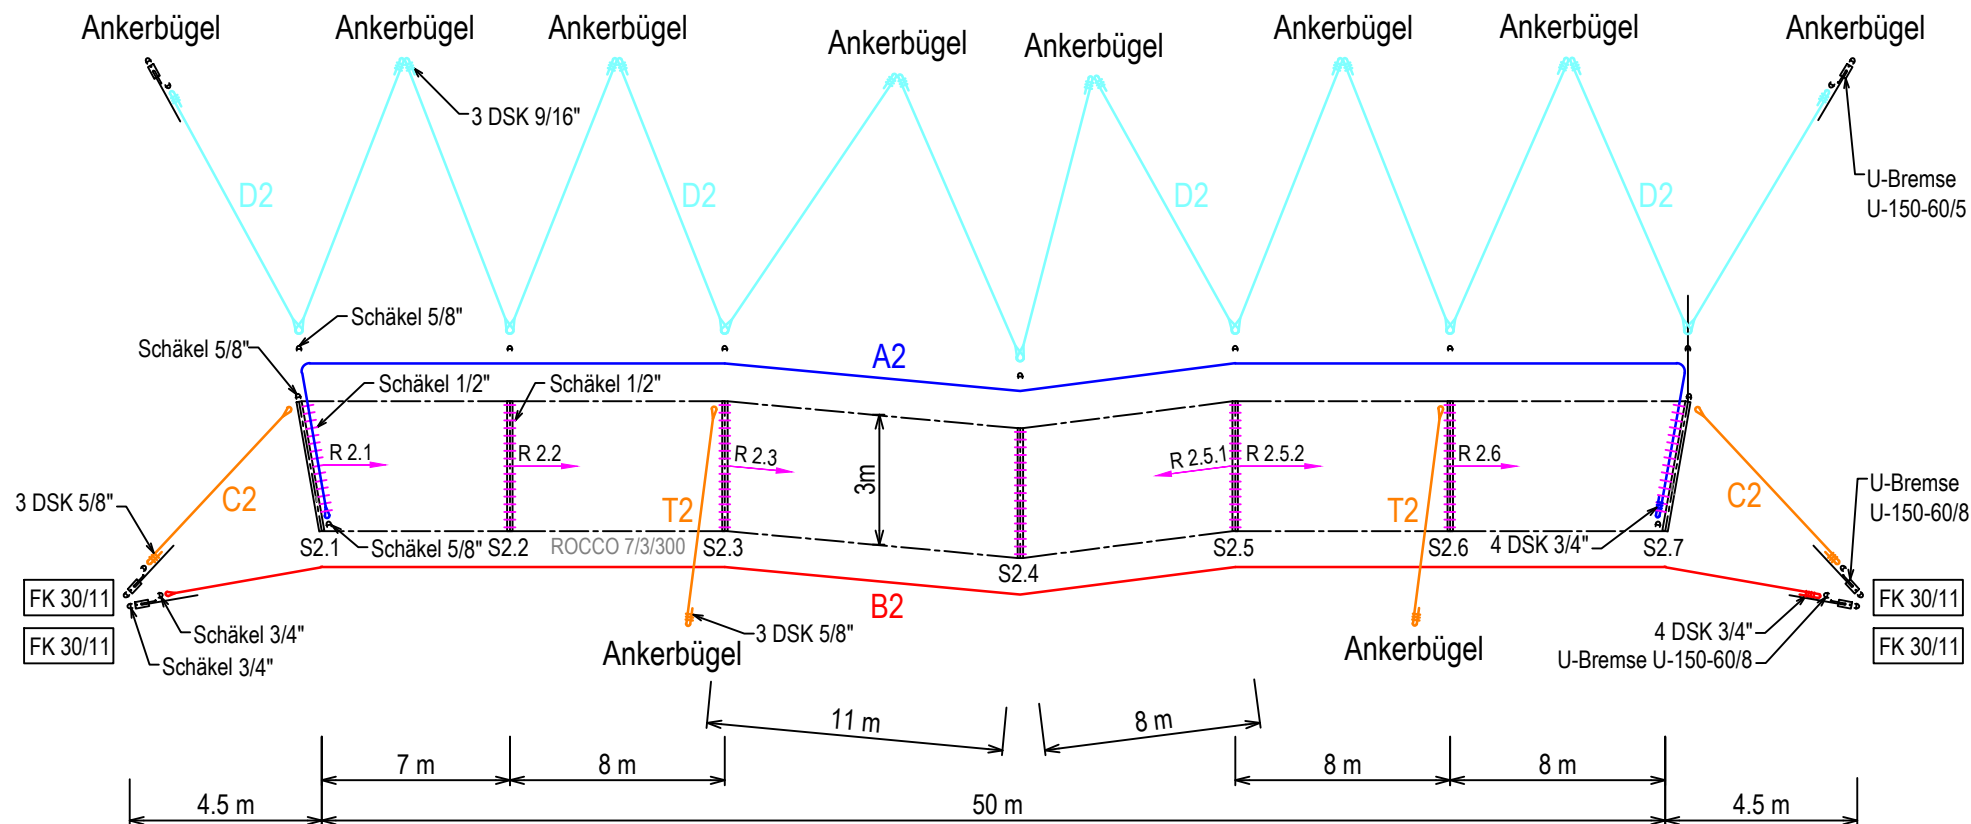 Ankerbügel
Ankerbügel
Ankerbügel
Ankerbügel
Ankerbügel
Ankerbügel
Ankerbügel
Ankerbügel
3 DSK 9/16"
D2
D2
D2
D2
U-Bremse
U-150-60/5
Schäkel 5/8"
Schäkel 5/8"
A2
Schäkel 1/2"
Schäkel 1/2"
R 2.1
R 2.2
R 2.3
3m
R 2.5.1
R 2.5.2
R 2.6
3 DSK 5/8"
C2
T2
T2
C2
U-Bremse
U-150-60/8
S2.1
Schäkel 5/8"
S2.2
ROCCO 7/3/300
S2.3
S2.4
S2.5
4 DSK 3/4"
S2.6
S2.7
FK 30/11
FK 30/11
Schäkel 3/4"
Schäkel 3/4"
B2
3 DSK 5/8"
Ankerbügel
Ankerbügel
4 DSK 3/4"
U-Bremse U-150-60/8
FK 30/11
FK 30/11
11 m
8 m
7 m
8 m
8 m
8 m
4.5 m
50 m
4.5 m